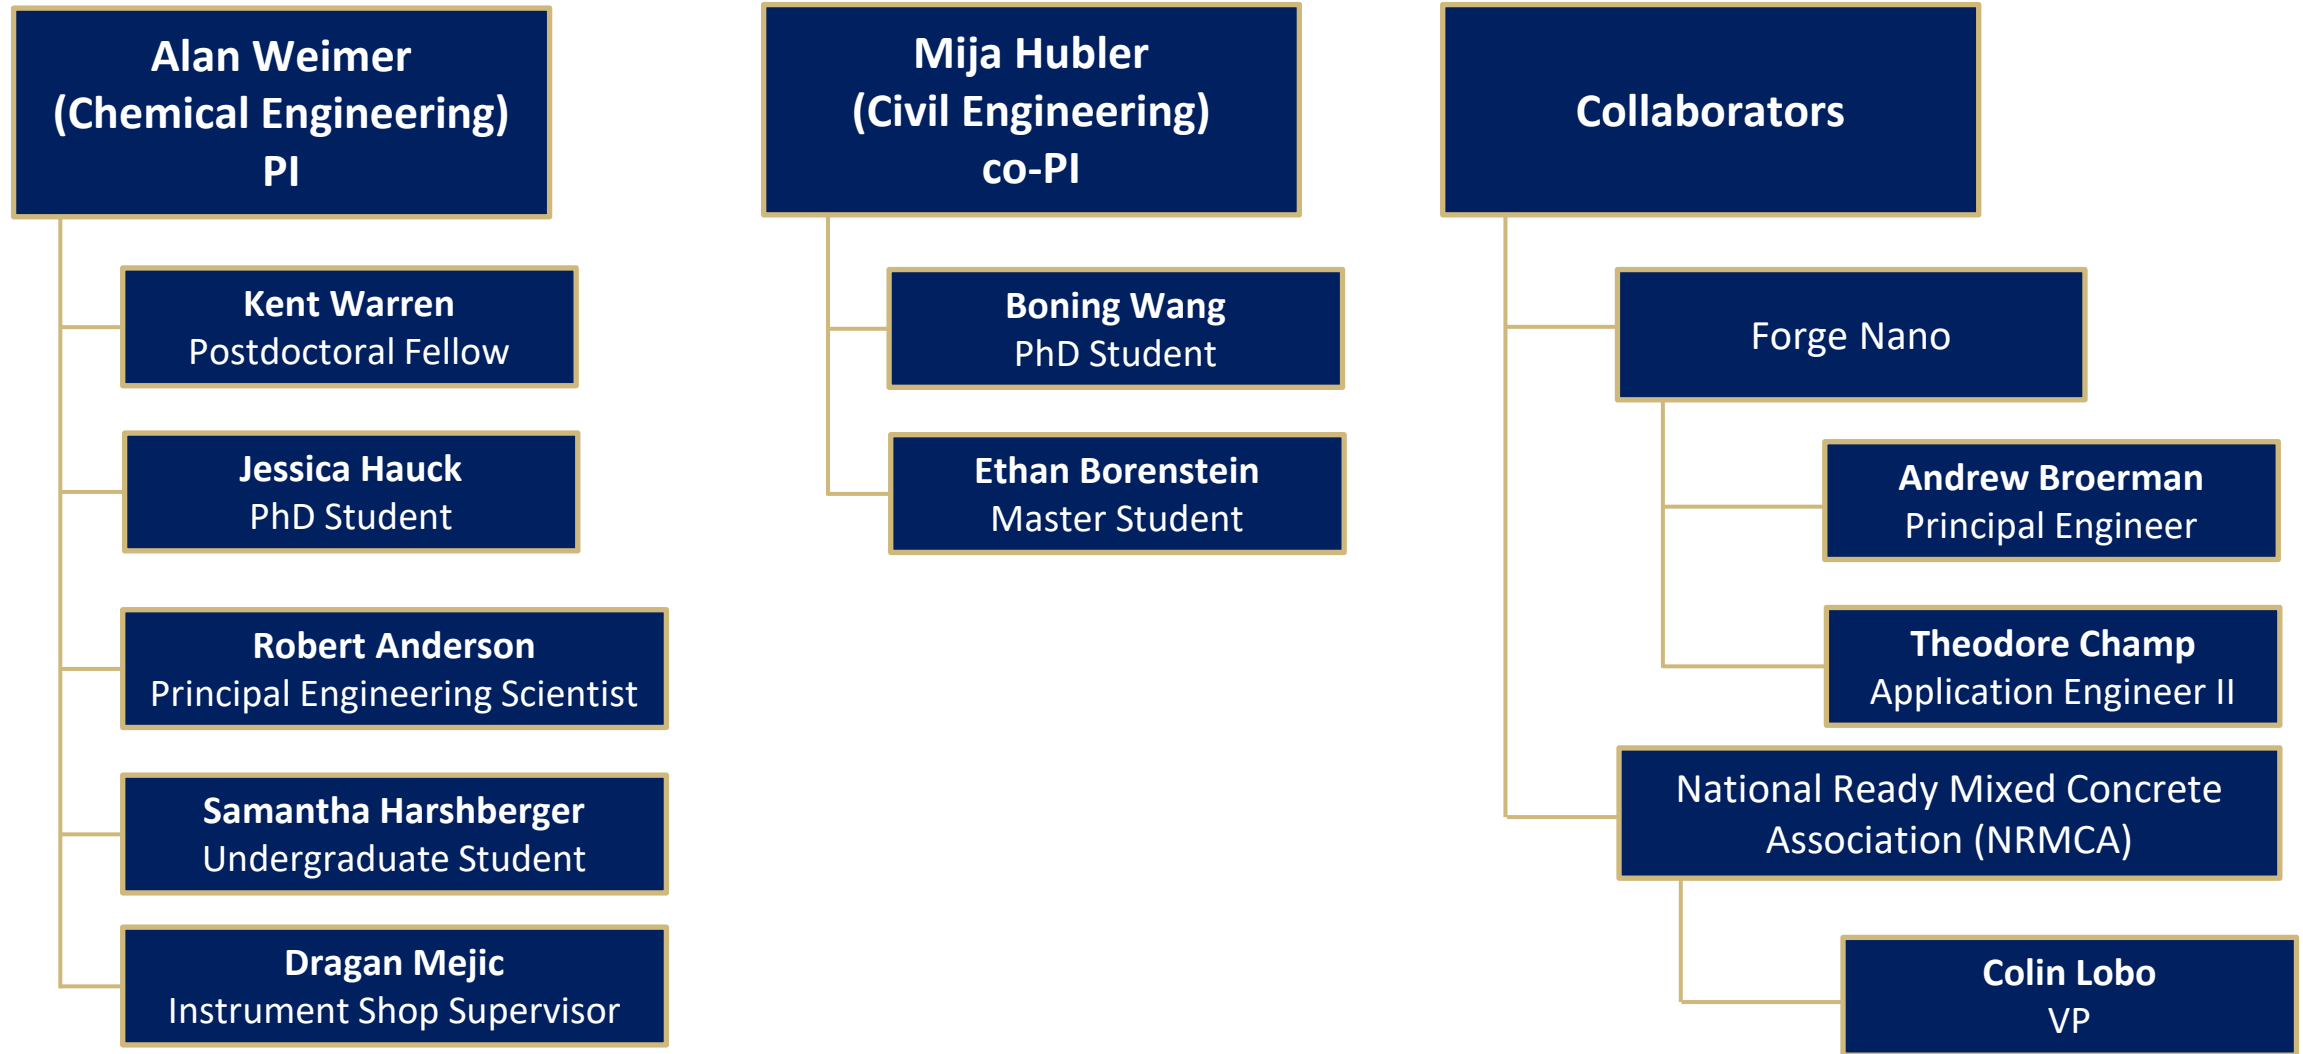 Alan Weimer
(Chemical Engineering)
PI
Kent Warren
Postdoctoral Fellow
Jessica Hauck
PhD Student
Robert Anderson
Principal Engineering Scientist
Samantha Harshberger
Undergraduate Student
Dragan Mejic
Instrument Shop Supervisor
Mija Hubler
(Civil Engineering)
co-PI
Boning Wang
PhD Student
Ethan Borenstein
Master Student
Collaborators
Forge Nano
Andrew Broerman
Principal Engineer
Theodore Champ
Application Engineer II
National Ready Mixed Concrete
Association (NRMCA)
Colin Lobo
VP